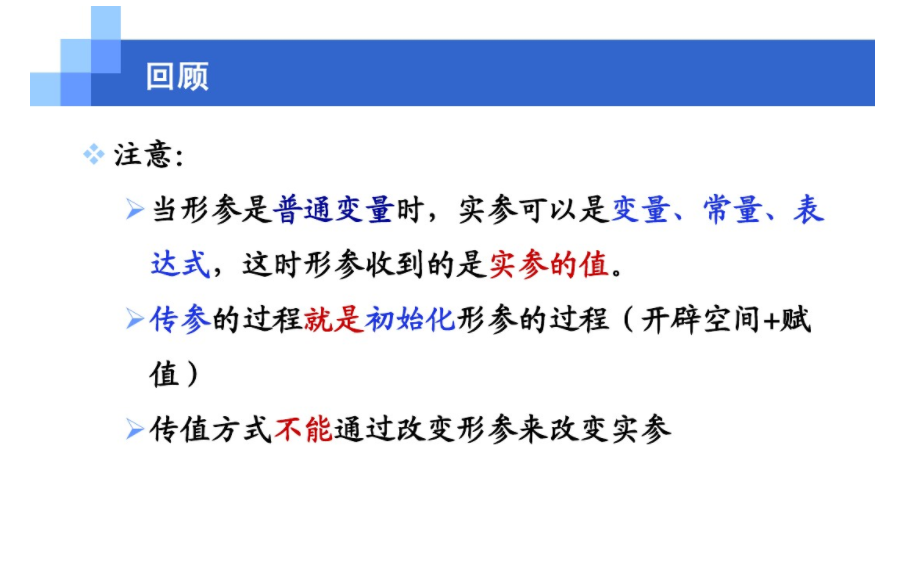 回顾
注意：
当形参是普通变量时，实参可以是变量、常量、表
达式，这时形参收到的是实参的值。
传参的过程就是初始化形参的过程（开辟空间+赋
值）
传值方式不能通过改变形参来改变实参